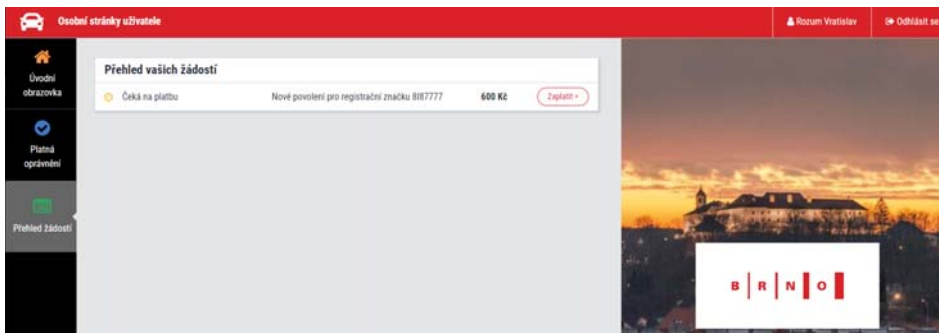 Osobní stránky uživatele
Rozum Vratislav
Odhlásit se
Úvodní
obrazovka
Platná
oprávnění
Přehled žádostí
Přehled vašich žádostí
Čeká na platbu Nové povolení pro registrační značku 8I87777 600 Kč Zaplatit ›
B R N O